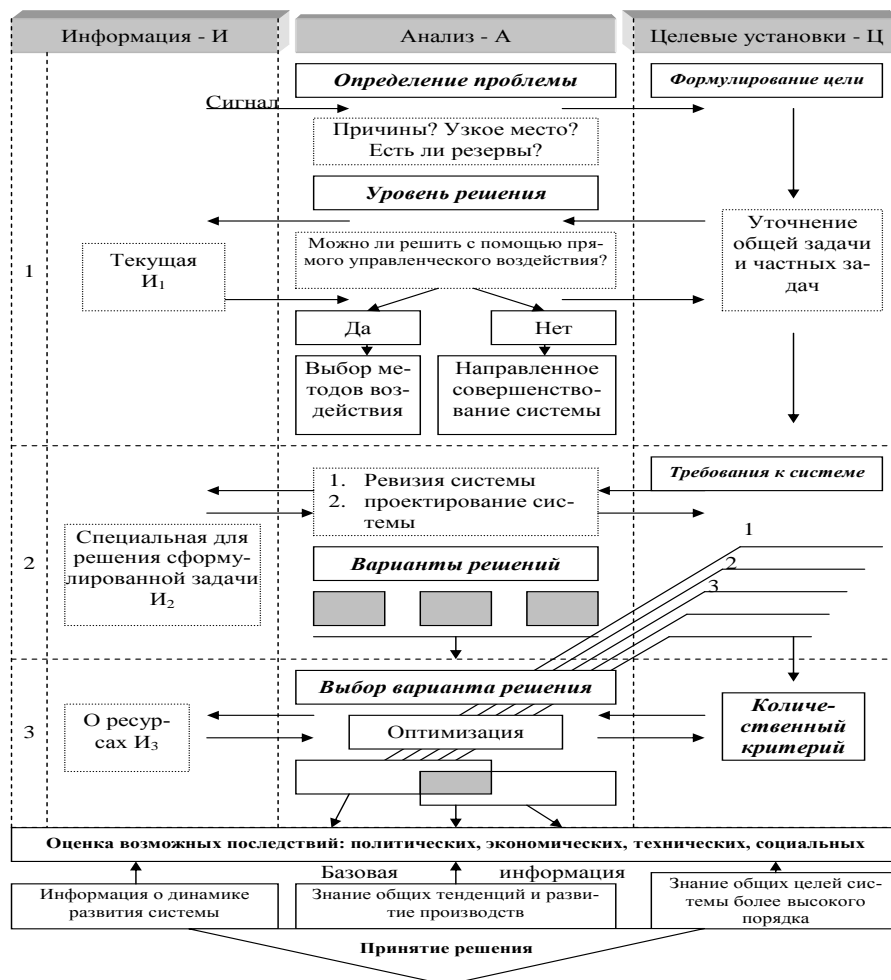 Информация - И
Анализ - А
Целевые установки - Ц
Определение проблемы
Формулирование цели
Сигнал
Причины? Узкое место?
Есть ли резервы?
Уровень решения
Уточнение
общей задачи
и частных за-
дач
Можно ли решить с помощью пря-
мого управленческого воздействия?
1
Текущая
И1
Да
Нет
Выбор ме-
тодов воз-
действия
Направленное
совершенство-
вание системы
Требования к системе
1. Ревизия системы
2. проектирование сис-
темы
2
Специальная для
решения сформу-
лированной задачи
И2
Варианты решений
1
2
3
Выбор варианта решения
3
О ресур-
сах И3
Оптимизация
Количе-
ственный
критерий
Оценка возможных последствий: политических, экономических, технических, социальных
Базовая информация
Информация о динамике
развития системы
Знание общих тенденций и разви-
тие производств
Знание общих целей сис-
темы более высокого
порядка
Принятие решения